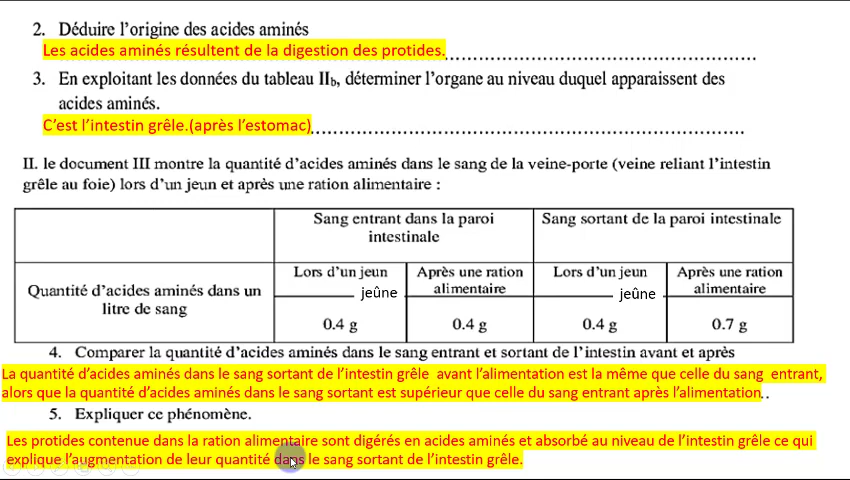 2. Déduire l'origine des acides aminés
Les acides aminés résultent de la digestion des protides.
3. En exploitant les données du tableau IIb, déterminer l'organe au niveau duquel apparaissent des
acides aminés.
C'est l'intestin grêle.(après l'estomac)
II. le document III montre la quantité d'acides aminés dans le sang de la veine-porte (veine reliant l'intestin
grêle au foie) lors d'un jeun et après une ration alimentaire :
Sang entrant dans la paroi
intestinale
Sang sortant de la paroi intestinale
Quantité d'acides aminés dans un
litre de sang
Lors d'un jeun
jeûne
Après une ration
alimentaire
Lors d'un jeun
jeûne
Après une ration
alimentaire
0.4 g
0.4 g
0.4 g
0.7 g
4. Comparer la quantité d'acides aminés dans le sang entrant et sortant de l'intestin avant et après
La quantité d'acides aminés dans le sang sortant de l'intestin grêle avant l'alimentation est la même que celle du sang entrant,
alors que la quantité d'acides aminés dans le sang sortant est supérieur que celle du sang entrant après l'alimentation..
5. Expliquer ce phénomène.
Les protides contenue dans la ration alimentaire sont digérés en acides aminés et absorbé au niveau de l'intestin grêle ce qui
explique l'augmentation de leur quantité dans le sang sortant de l'intestin grêle.